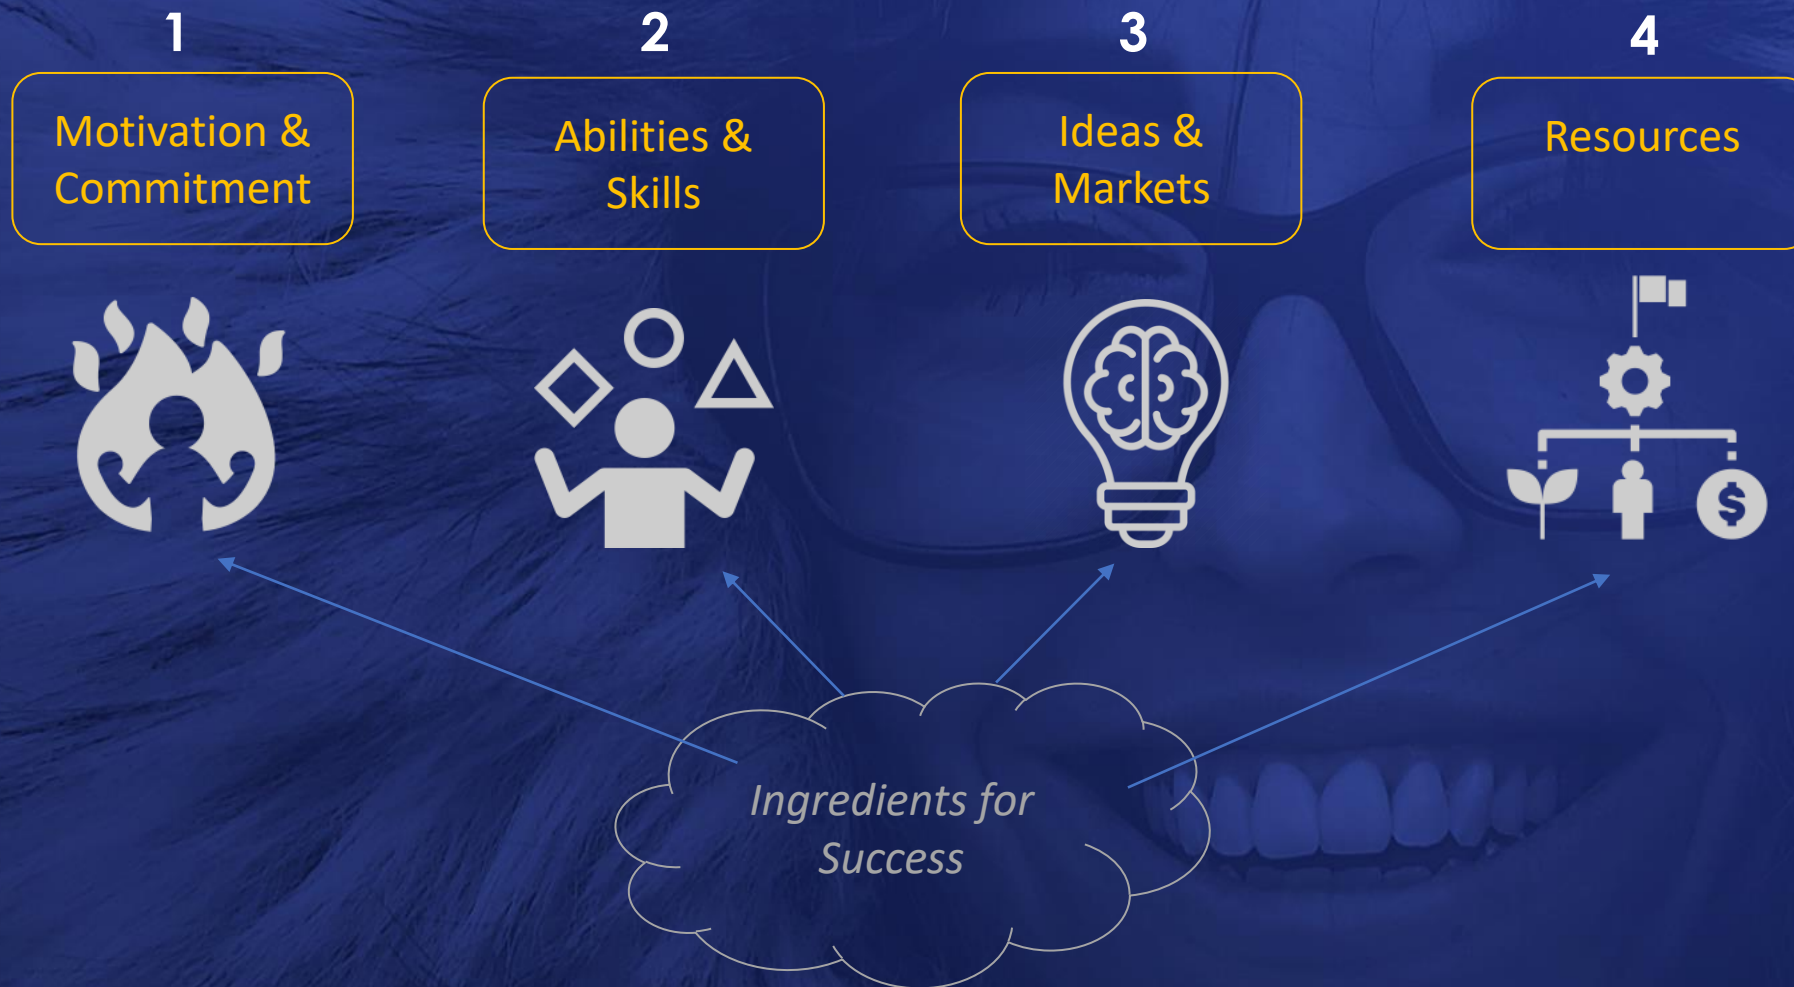 1
Motivation &
Commitment
2
Abilities &
Skills
3
Ideas &
Markets
4
Resources
$
Ingredients for
Success